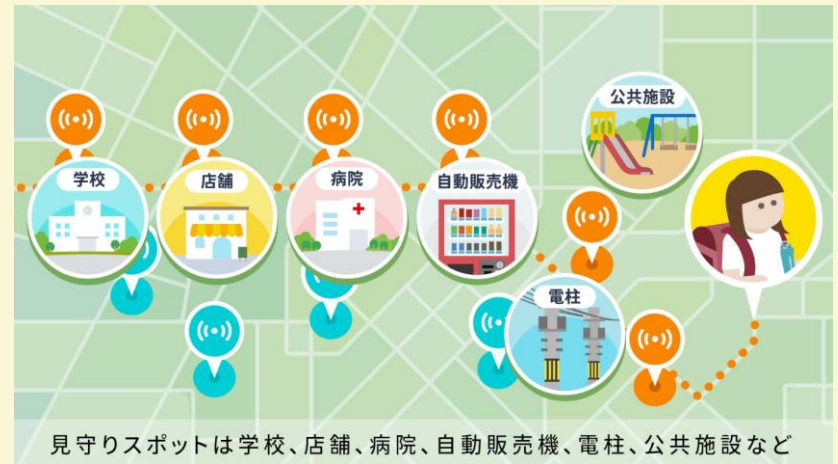 学校
店舗
病院
自動販売機
公共施設
電柱
見守りスポットは学校、店舗、病院、自動販売機、電柱、公共施設など